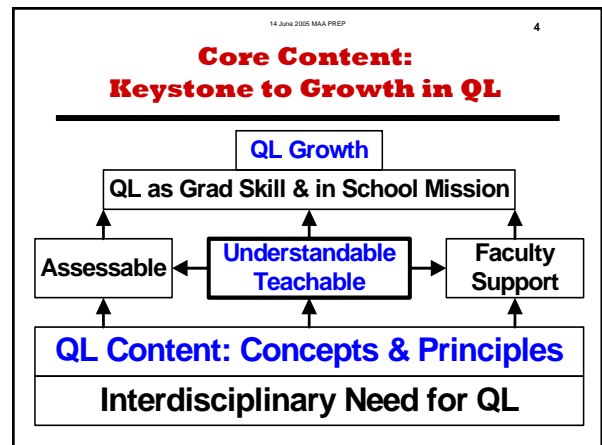 14 June 2005 MAA PREP
4
Core Content:
Keystone to Growth in QL
QL Growth
QL as Grad Skill & in School Mission
Assessable
Understandable
Teachable
Faculty
Support
QL Content: Concepts & Principles
Interdisciplinary Need for QL